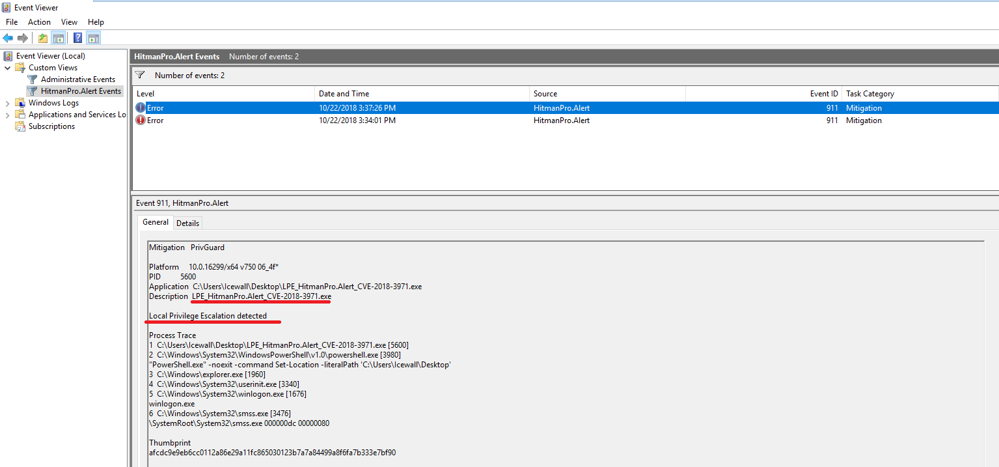 Event Viewer
File Action View Help
Event Viewer (Local)
Custom Views
Administrative Events
HitmanPro.Alert Events
Windows Logs
Applications and Services Lo
Subscriptions
HitmanPro.Alert Events Number of events: 2
Number of events: 2
Level Date and Time Source Event ID Task Category
Error 10/22/2018 3:37:26 PM HitmanPro.Alert 911 Mitigation
Error 10/22/2018 3:34:01 PM HitmanPro.Alert 911 Mitigation
Event 911, HitmanPro.Alert
General Details
Mitigation PrivGuard
Platform 10.0.16299/x64 v750 06_4f*
PID 5600
Application C:\Users\Icewall\Desktop\LPE_HitmanPro.Alert_CVE-2018-3971.exe
Description LPE_HitmanPro.Alert_CVE-2018-3971.exe
Local Privilege Escalation detected
Process Trace
1 C:\Users\Icewall\Desktop\LPE_HitmanPro.Alert_CVE-2018-3971.exe [5600]
2 C:\Windows\System32\WindowsPowerShell\v1.0\powershell.exe [3980]
"PowerShell.exe" -noexit -command Set-Location -literalPath 'C:\Users\Icewall\Desktop'
3 C:\Windows\explorer.exe [1960]
4 C:\Windows\System32\userinit.exe [3340]
5 C:\Windows\System32\winlogon.exe [1676]
winlogon.exe
6 C:\Windows\System32\smss.exe [3476]
\SystemRoot\System32\smss.exe 000000dc 00000080
Thumbprint
afcdc9e9eb6cc0112a86e29a11fc865030123b7a7a84499a8f6fa7b333e7bf90